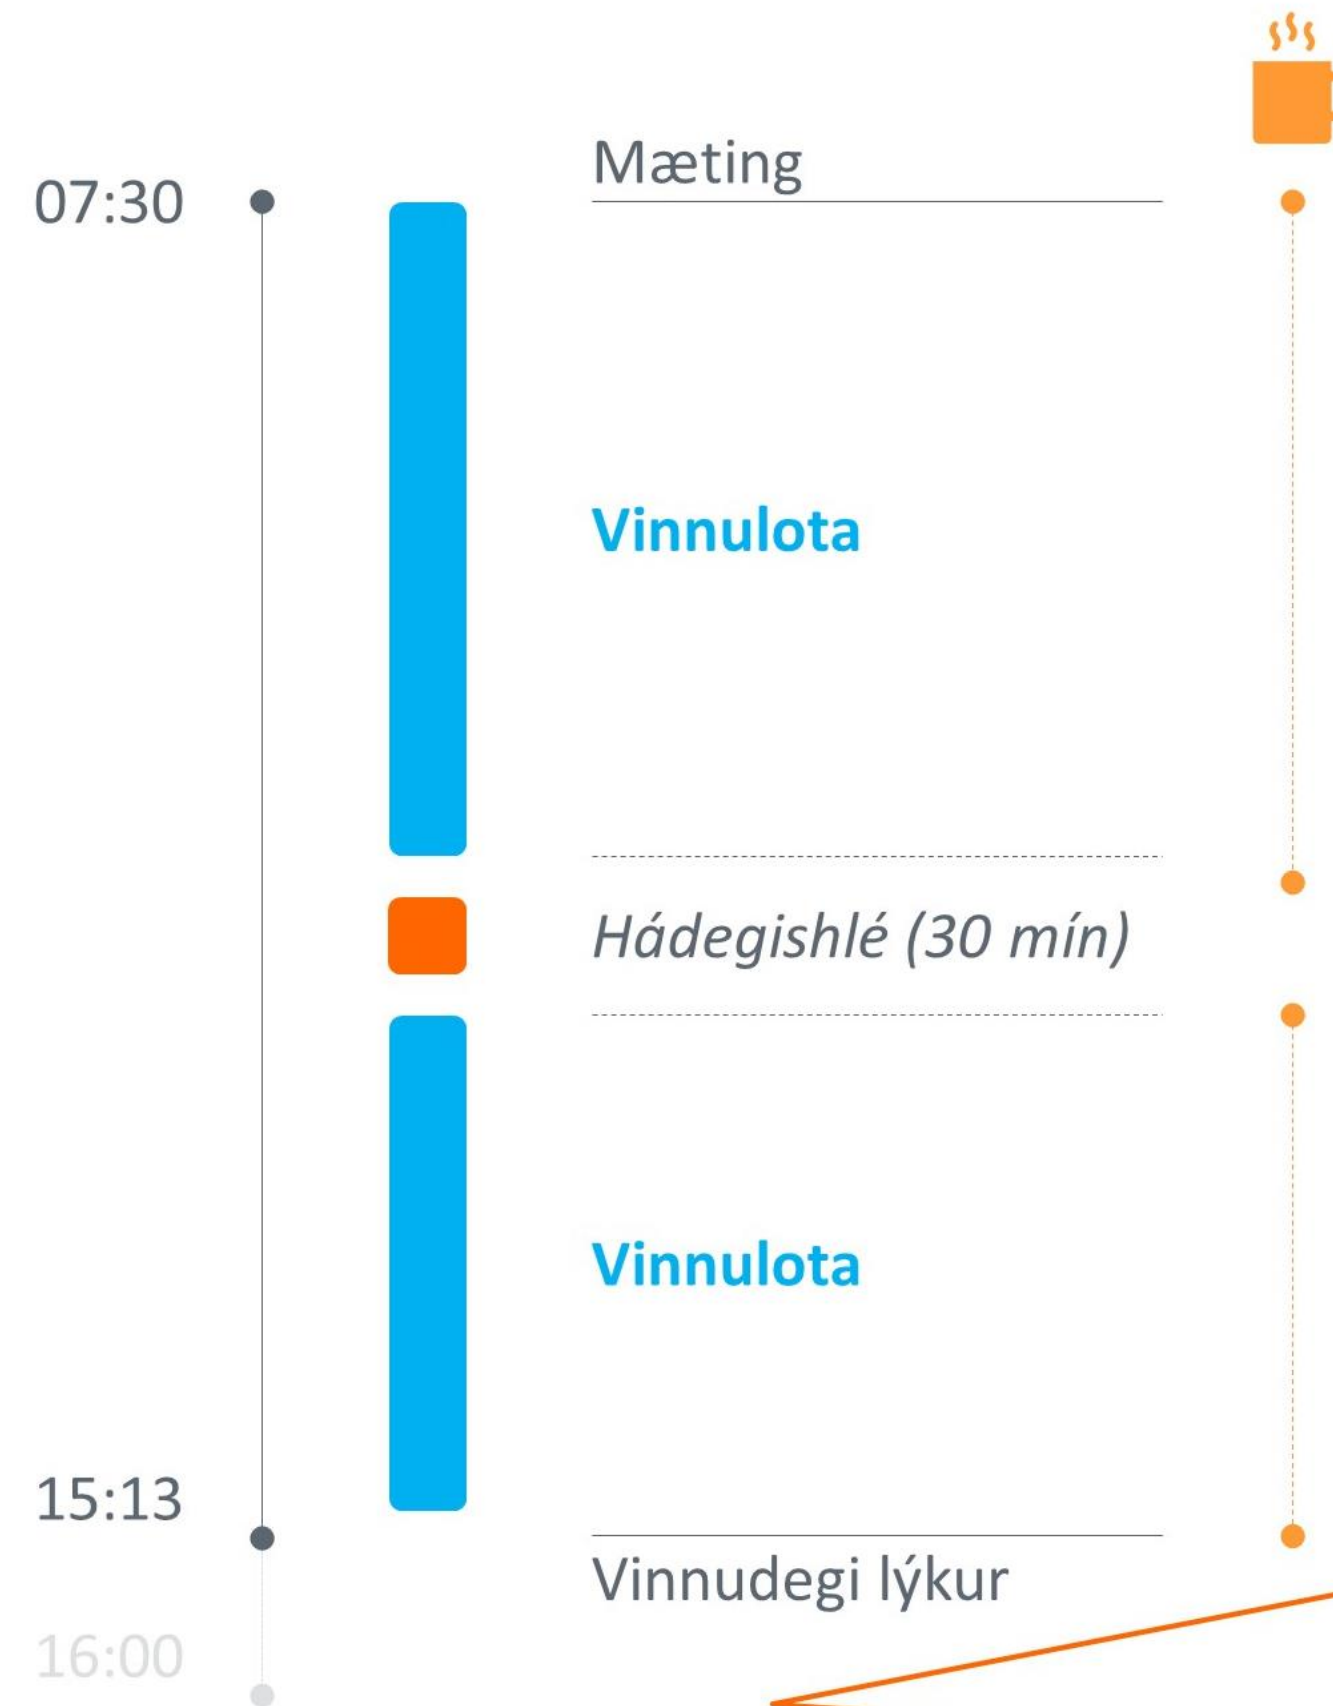 Mæting
07:30
Vinnulota
Hádegishlé (30 mín)
Vinnulota
15:13
Vinnudegi lýkur
16:00